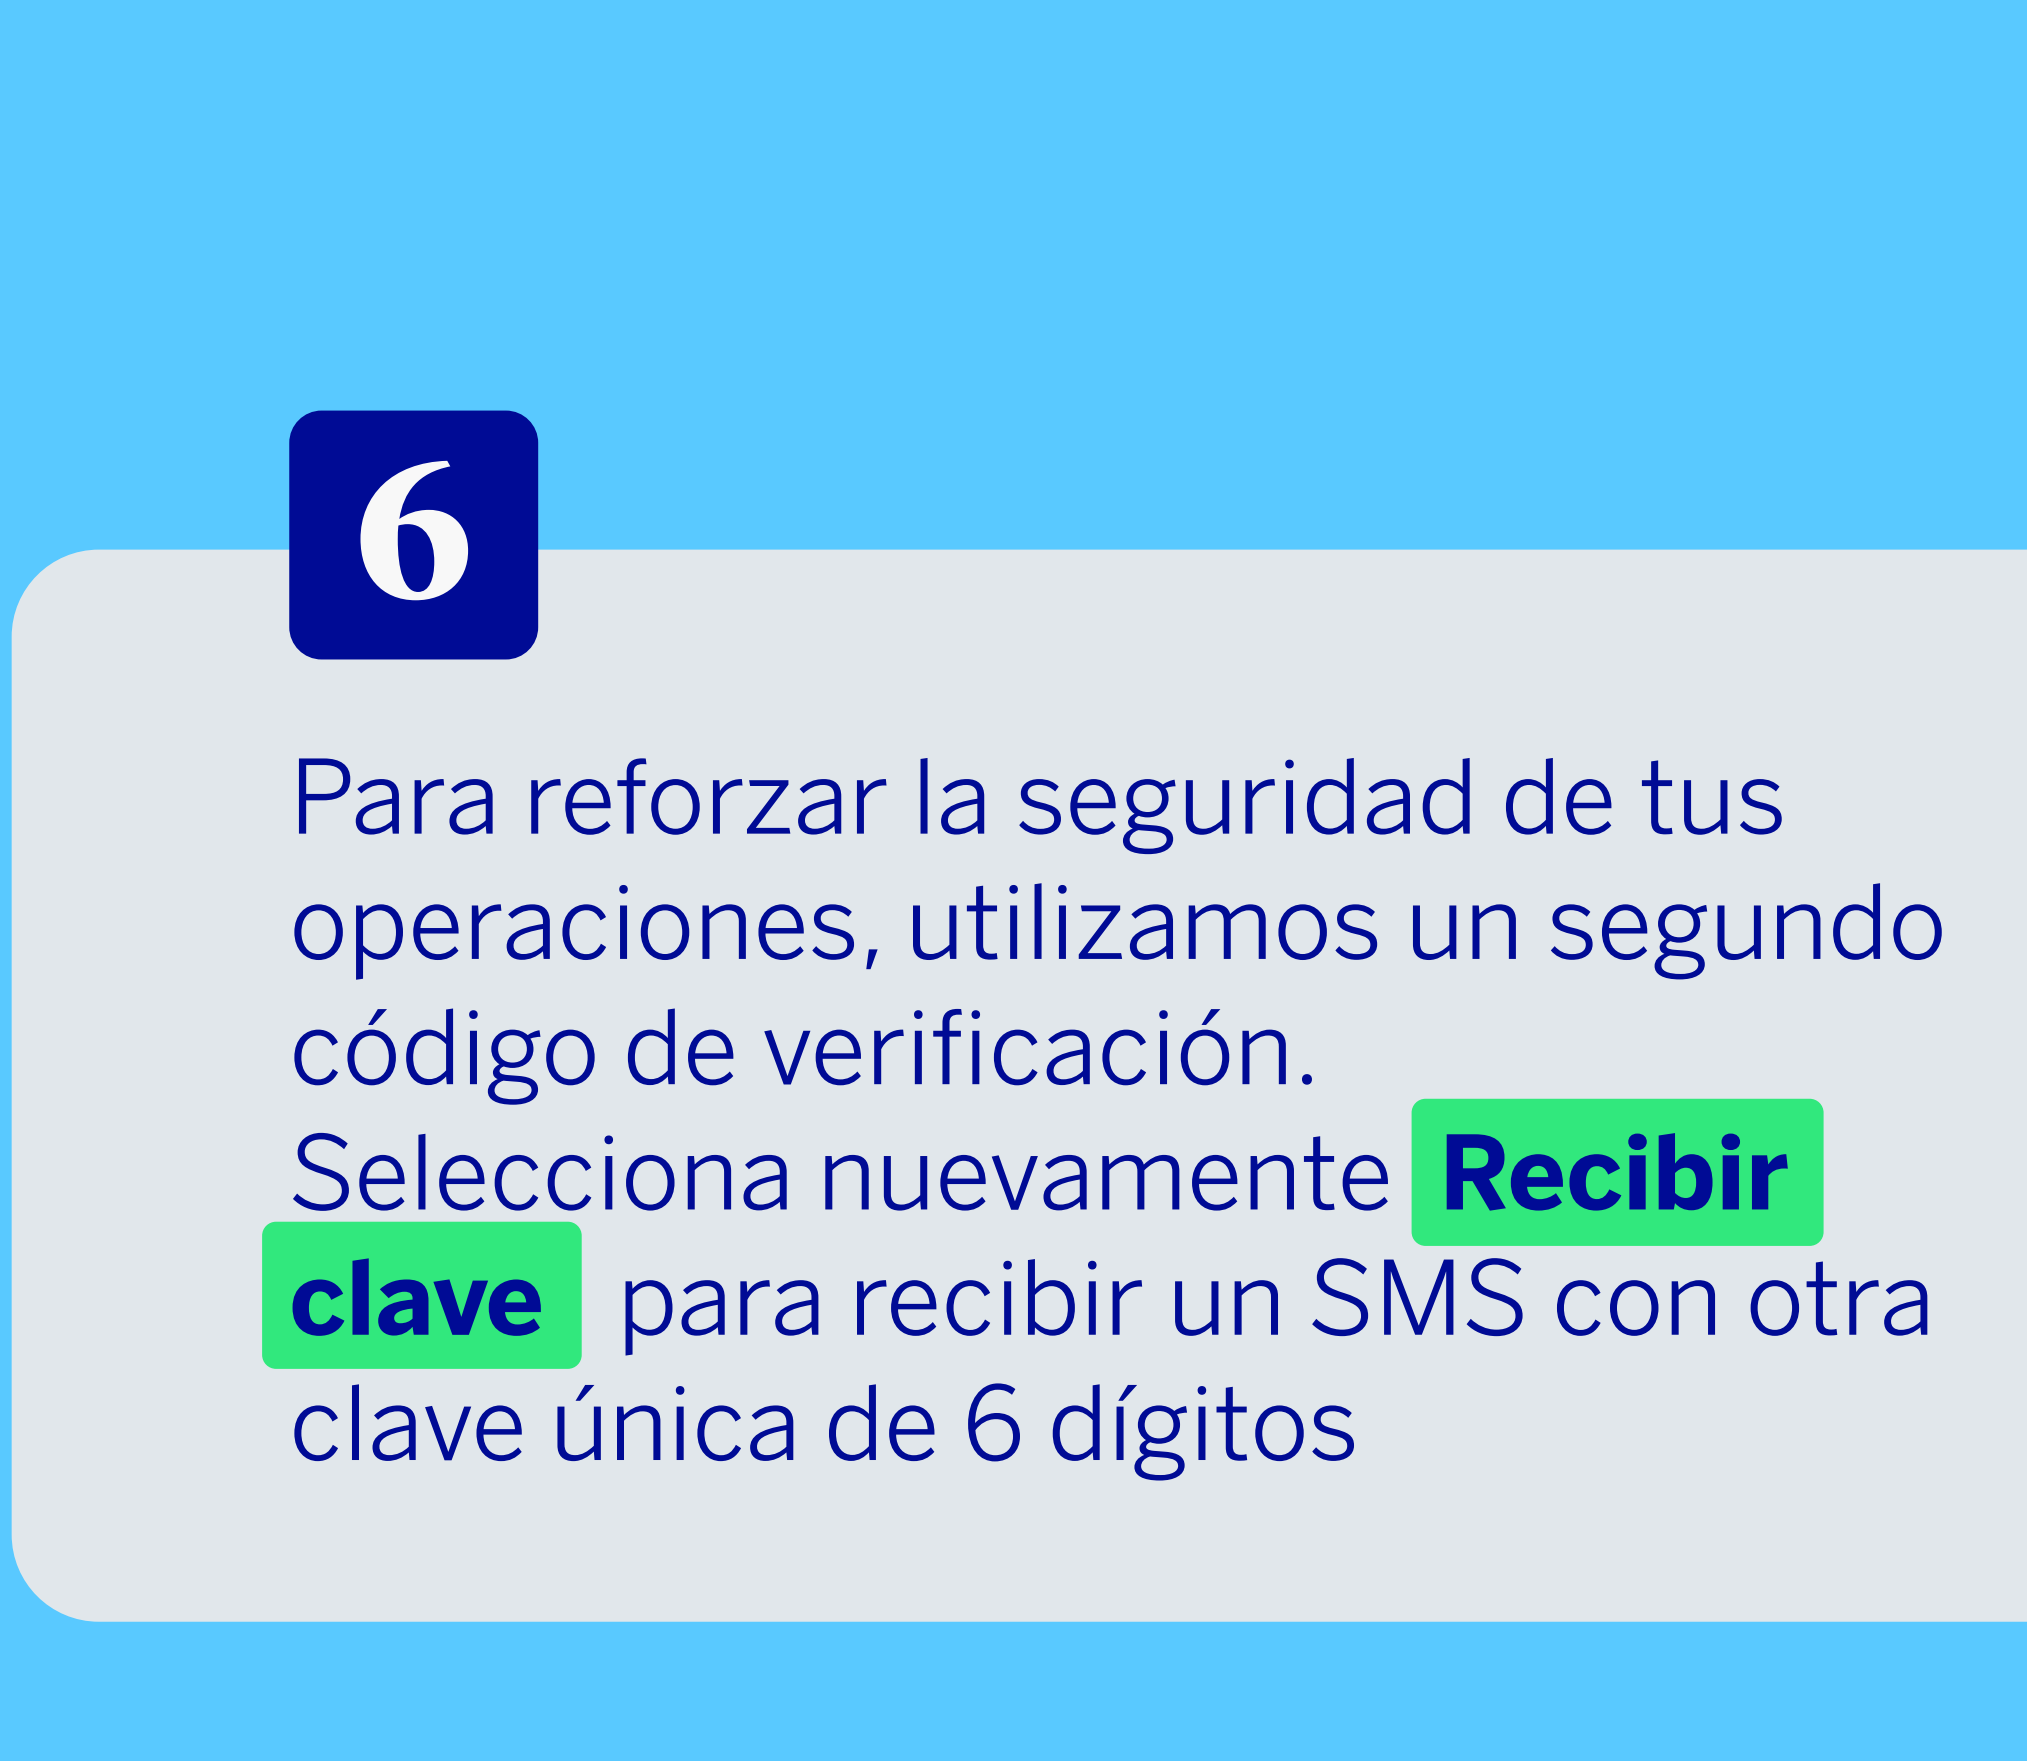 6
Para reforzar la seguridad de tus
operaciones, utilizamos un segundo
código de verificación.
Selecciona nuevamente Recibir
clave para recibir un SMS con otra
clave única de 6 dígitos